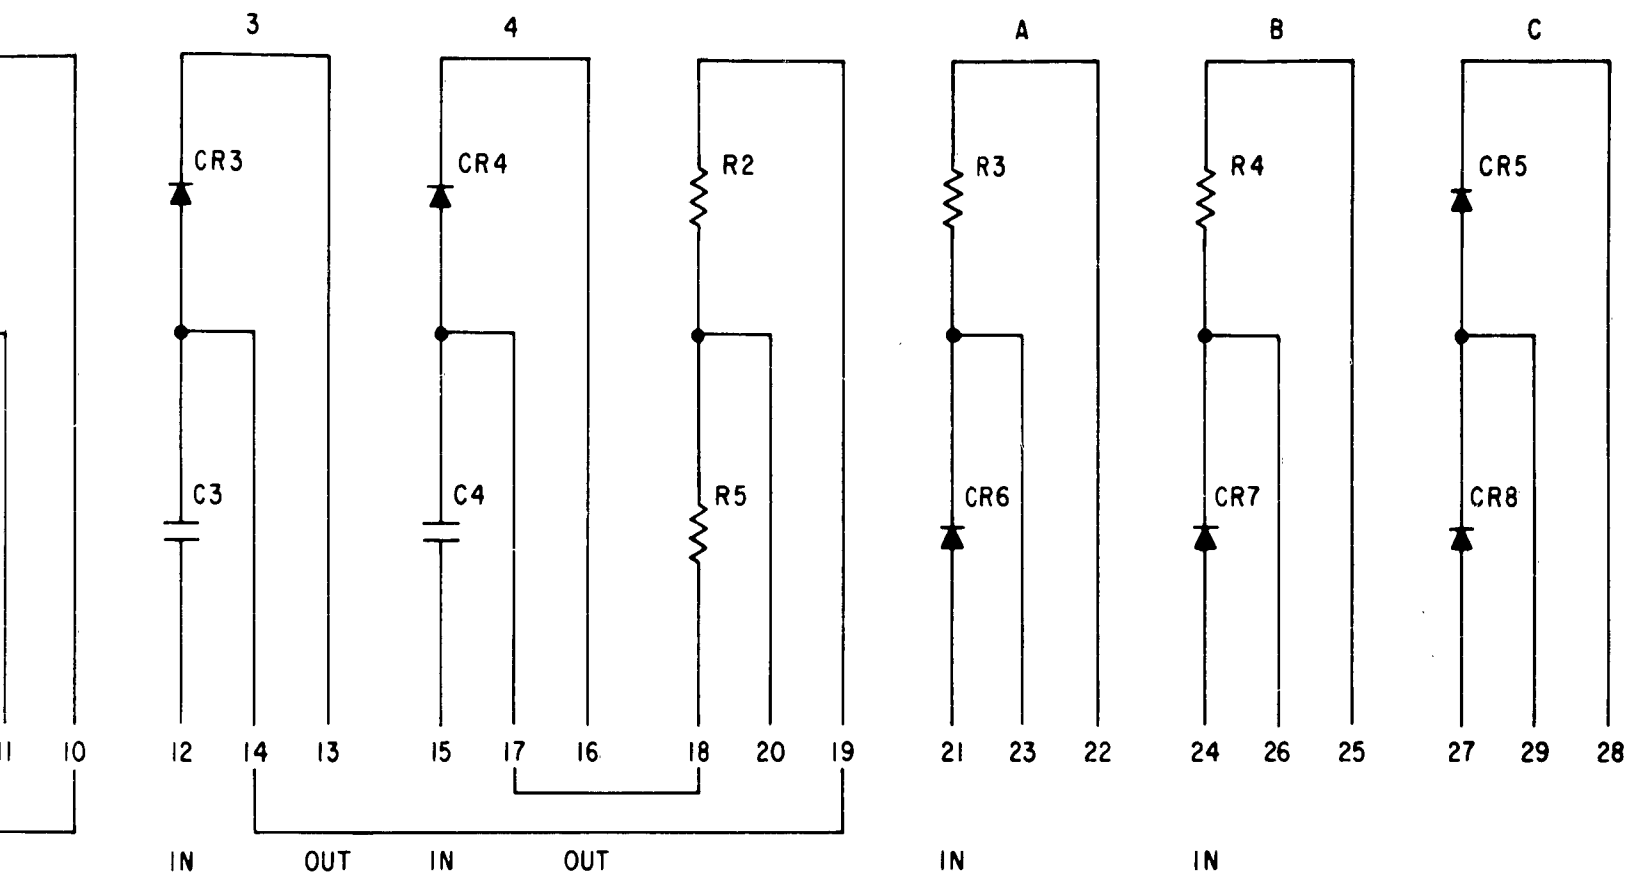 3 4 A B C
CR3 CR4 R2 R3 R4 CR5
C3 C4 R5 CR6 CR7 CR8
11 10 12 14 13 15 17 16 18 20 19 21 23 22 24 26 25 27 29 28
IN OUT IN OUT IN IN